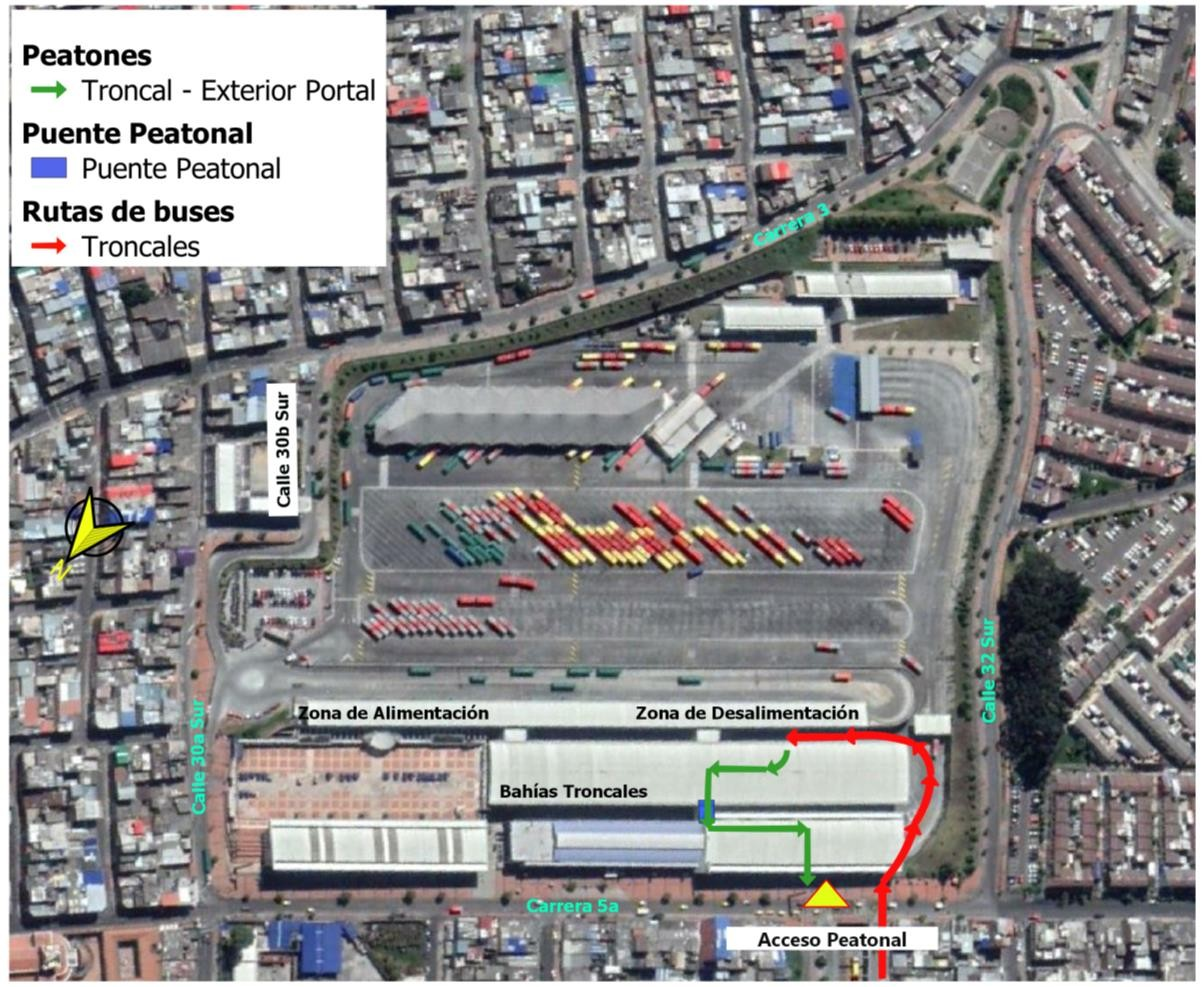 Peatones
Troncal - Exterior Portal
Puente Peatonal
Puente Peatonal
Rutas de buses
Troncales
Carrera 3
Calle 30b Sur
N
Calle 32 Sur
Calle 30a Sur
Zona de Alimentación
Zona de Desalimentación
Bahías Troncales
Carrera 5a
Acceso Peatonal